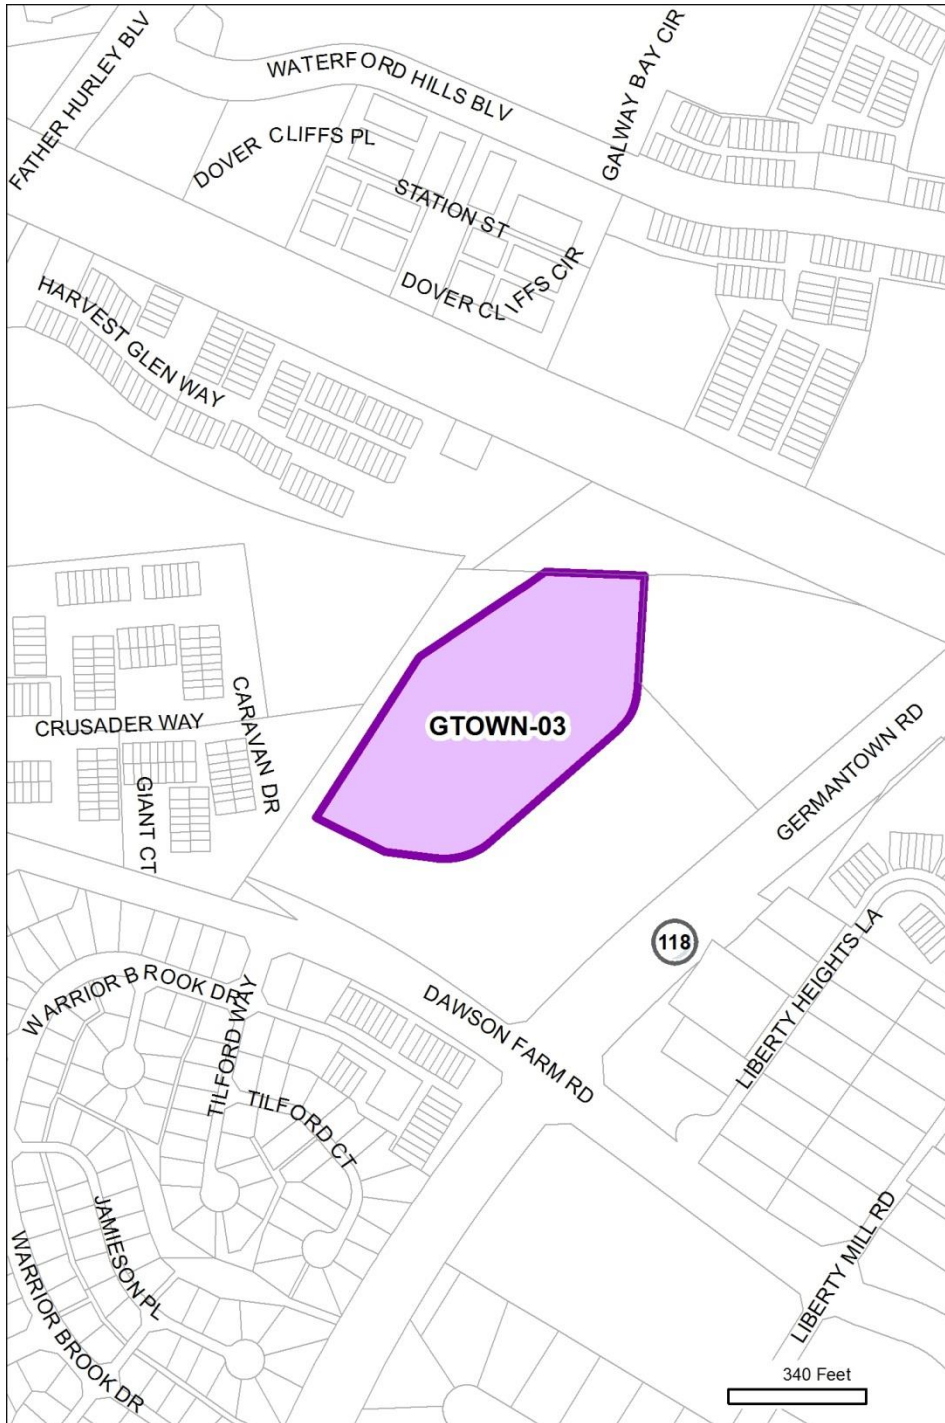 FATHER HURLEY BLV
WATERFORD HILLS BLV
GALWAY BAY CIR
DOVER CLIFFS PL
STATION ST
DOVER CLIFFS CIR
HARVEST GLEN WAY
CRUSADER WAY
CARAVAN DR
GIANT CT
GTOWN-03
GERMANTOWN RD
118
LIBERTY HEIGHTS LA
WARRIOR BROOK DR
TILFORD WAY
DAWSON FARM RD
TILFORD CT
JAMIESON PL
WARRIOR BROOK DR
LIBERTY MILL RD
340 Feet